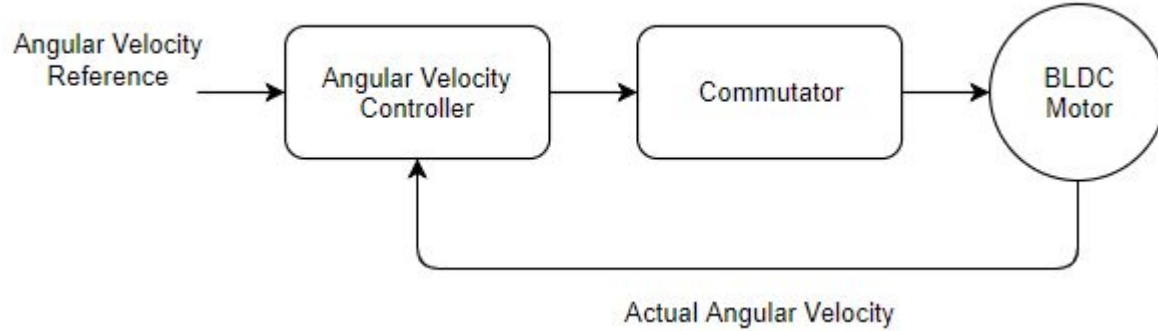 Angular Velocity
Reference
Angular Velocity
Controller
Commutator
BLDC
Motor
Actual Angular Velocity